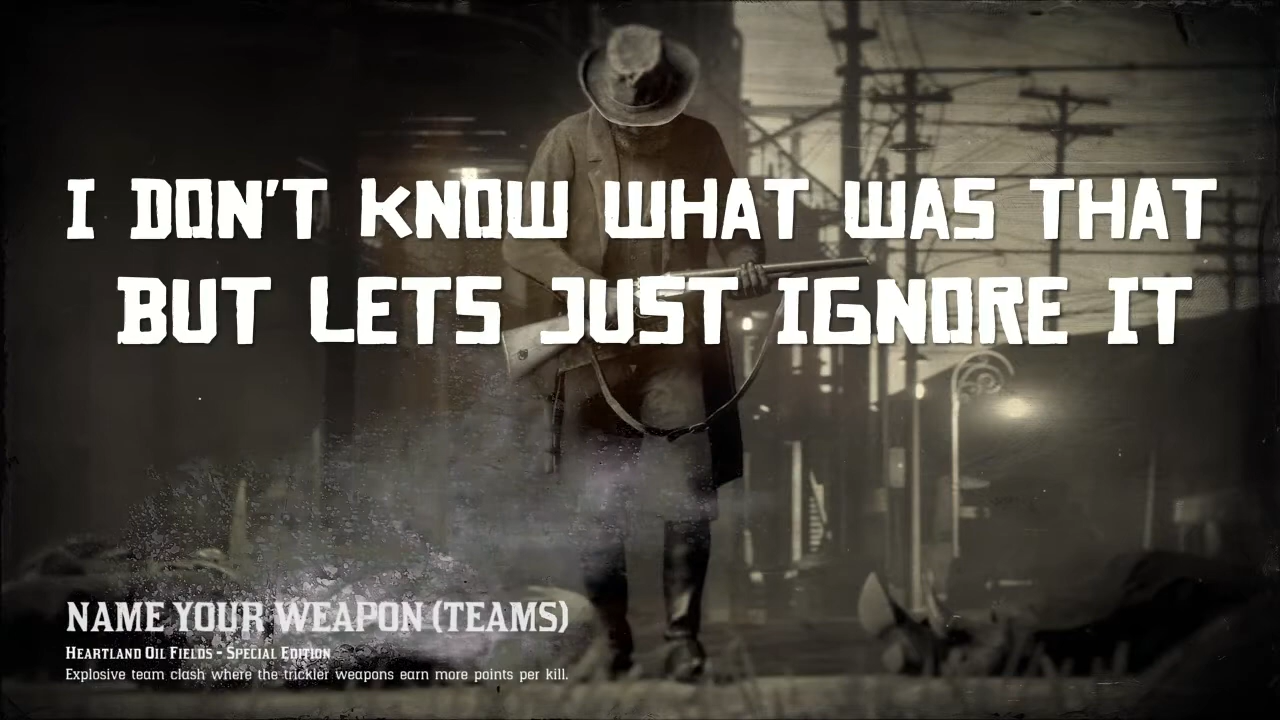 I DON'T KNOW WHAT WAS THAT
BUT LETS JUST IGNORE IT
NAME YOUR WEAPON (TEAMS)
HEARTLAND OIL FIELDS - SPECIAL EDITION
Explosive team clash where the trickier weapons earn more points per kill.